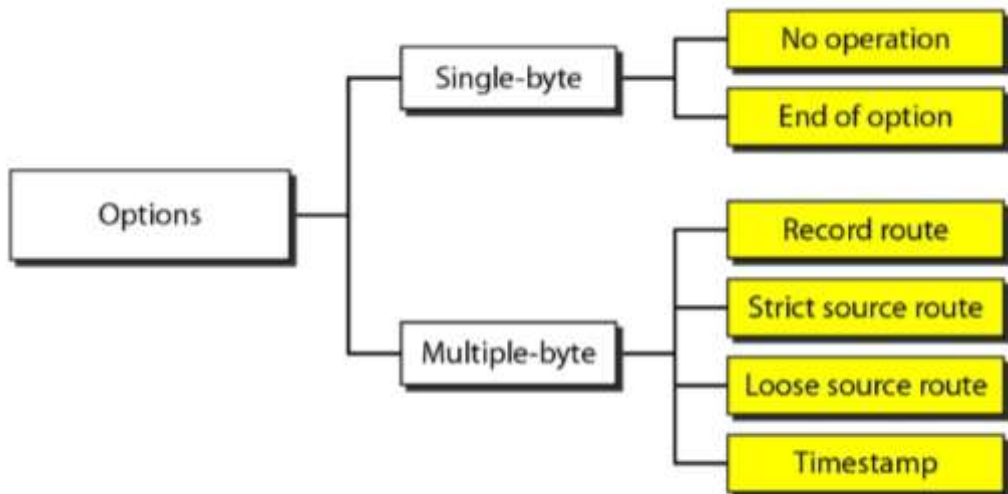 No operation
Single-byte
End of option
Options
Record route
Strict source route
Multiple-byte
Loose source route
Timestamp